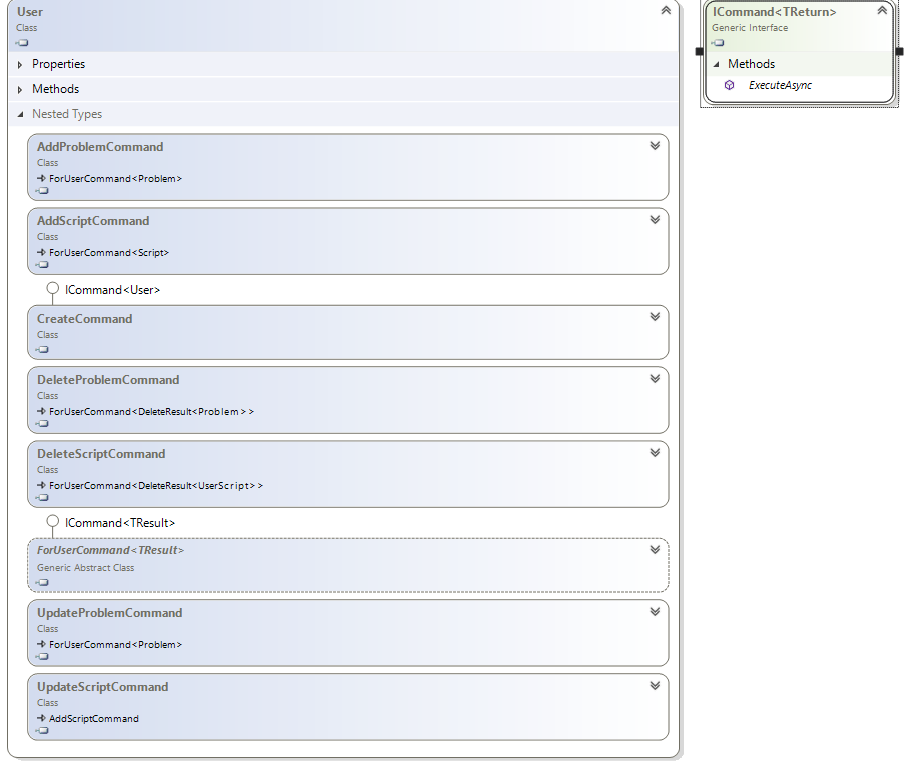 User
Class
Properties
Methods
Nested Types
AddProblemCommand
Class
ForUserCommand<Problem>
AddScriptCommand
Class
ForUserCommand<Script>
ICommand<User>
CreateCommand
Class
DeleteProblemCommand
Class
ForUserCommand<DeleteResult<Problem>>
DeleteScriptCommand
Class
ForUserCommand<DeleteResult<UserScript>>
ICommand<TResult>
ForUserCommand<TResult>
Generic Abstract Class
UpdateProblemCommand
Class
ForUserCommand<Problem>
UpdateScriptCommand
Class
AddScriptCommand
ICommand<TReturn>
Generic Interface
Methods
ExecuteAsync